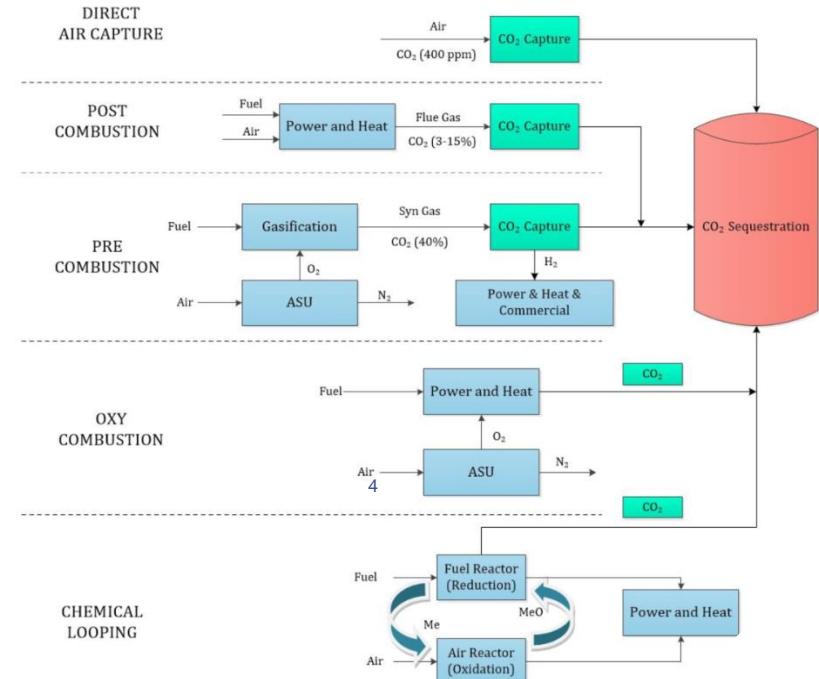 DIRECT
AIR CAPTURE
Air
CO₂ (400 ppm)
CO₂ Capture
POST
COMBUSTION
Fuel
Air
Power and Heat
Flue Gas
CO₂ (3-15%)
CO₂ Capture
CO₂ Sequestration
PRE
COMBUSTION
Fuel
Gasification
Syn Gas
CO₂ (40%)
CO₂ Capture
O₂
H₂
Air
ASU
N₂
Power & Heat &
Commercial
OXY
COMBUSTION
Fuel
Power and Heat
CO₂
O₂
Air
ASU
N₂
4
CO₂
CHEMICAL
LOOPING
Fuel
Fuel Reactor
(Reduction)
Me
MeO
Power and Heat
Air
Air Reactor
(Oxidation)